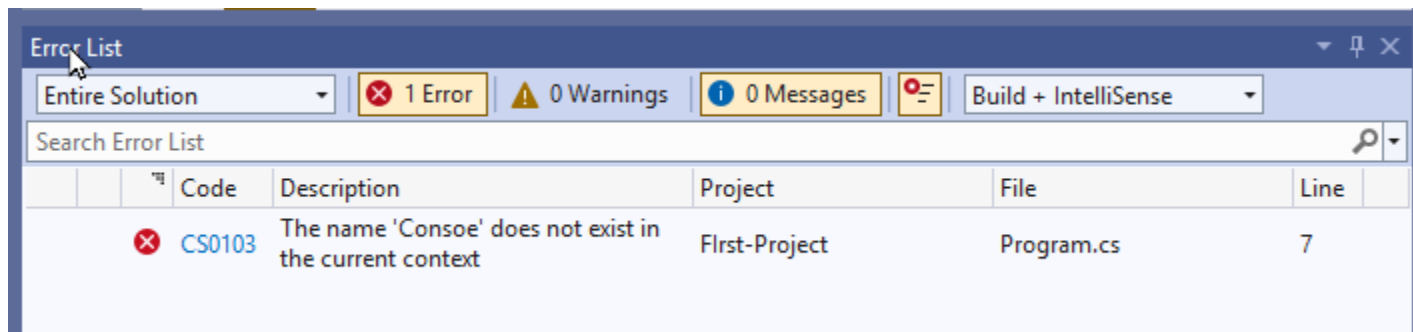 Error List
Entire Solution 1 Error 0 Warnings 0 Messages Build + IntelliSense
Search Error List
Code Description Project File Line
CS0103 The name 'Consoe' does not exist in the current context FIrst-Project Program.cs 7